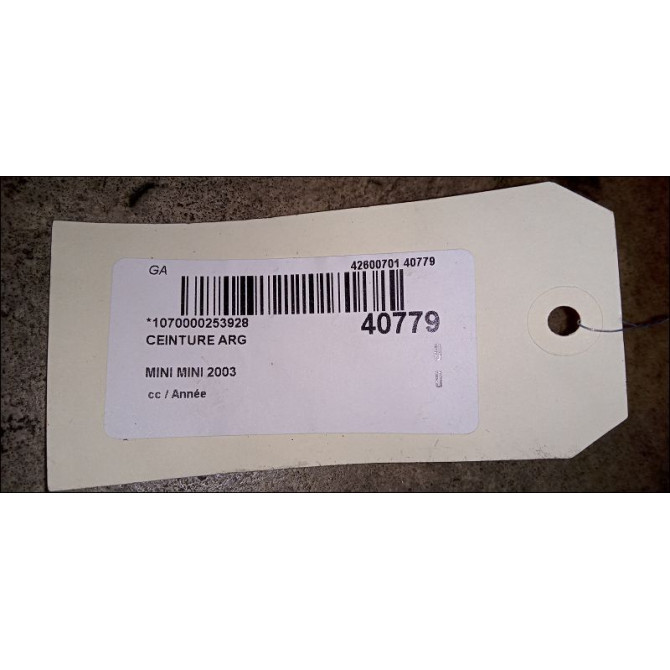 GA
42600701 40779
*1070000253928
40779
CEINTURE ARG
MINI MINI 2003
cc / Année